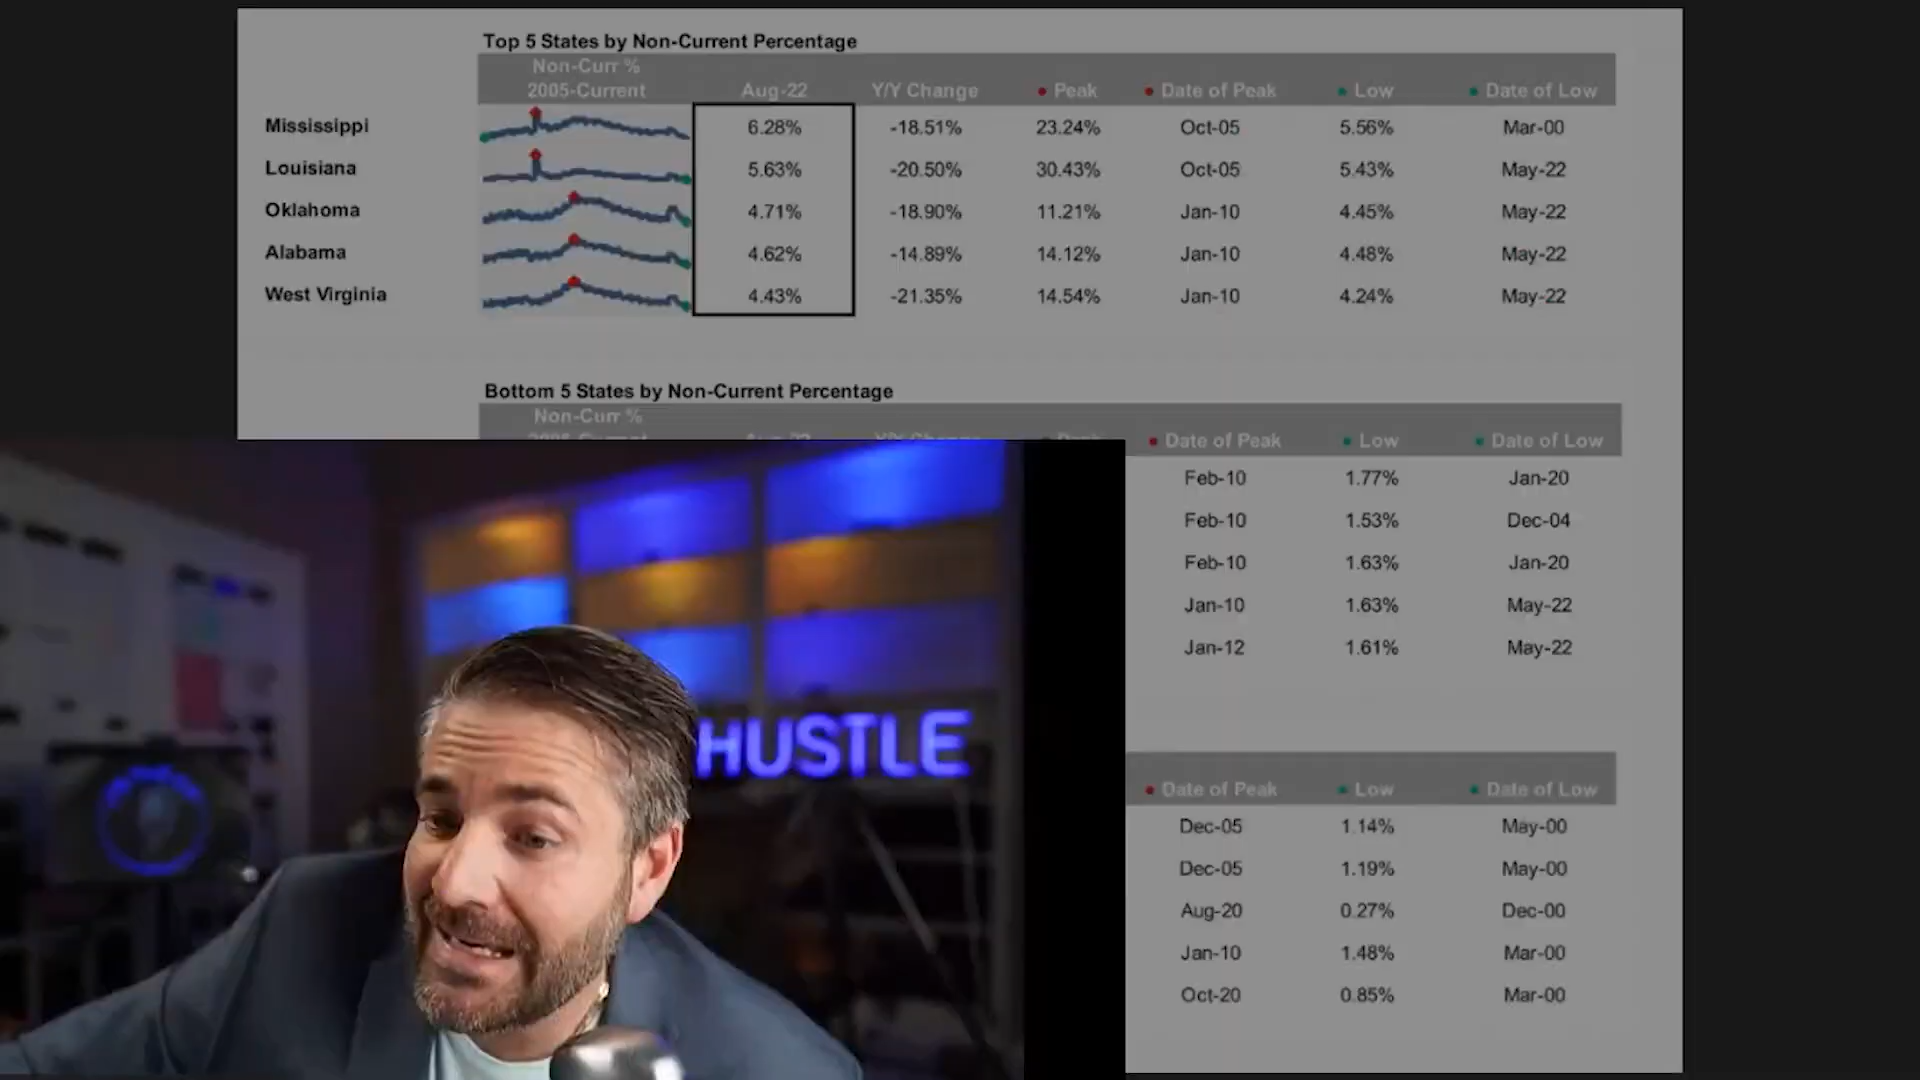 Top 5 States by Non-Current Percentage
Non-Curr %
2005-Current Aug-22 Y/Y Change Peak Date of Peak Low Date of Low
Mississippi 6.28% -18.51% 23.24% Oct-05 5.56% Mar-00
Louisiana 5.63% -20.50% 30.43% Oct-05 5.43% May-22
Oklahoma 4.71% -18.90% 11.21% Jan-10 4.45% May-22
Alabama 4.62% -14.89% 14.12% Jan-10 4.48% May-22
West Virginia 4.43% -21.35% 14.54% Jan-10 4.24% May-22
Bottom 5 States by Non-Current Percentage
Non-Curr %
Date of Peak Low Date of Low
Feb-10 1.77% Jan-20
Feb-10 1.53% Dec-04
Feb-10 1.63% Jan-20
Jan-10 1.63% May-22
Jan-12 1.61% May-22
HUSTLE
Date of Peak Low Date of Low
Dec-05 1.14% May-00
Dec-05 1.19% May-00
Aug-20 0.27% Dec-00
Jan-10 1.48% Mar-00
Oct-20 0.85% Mar-00